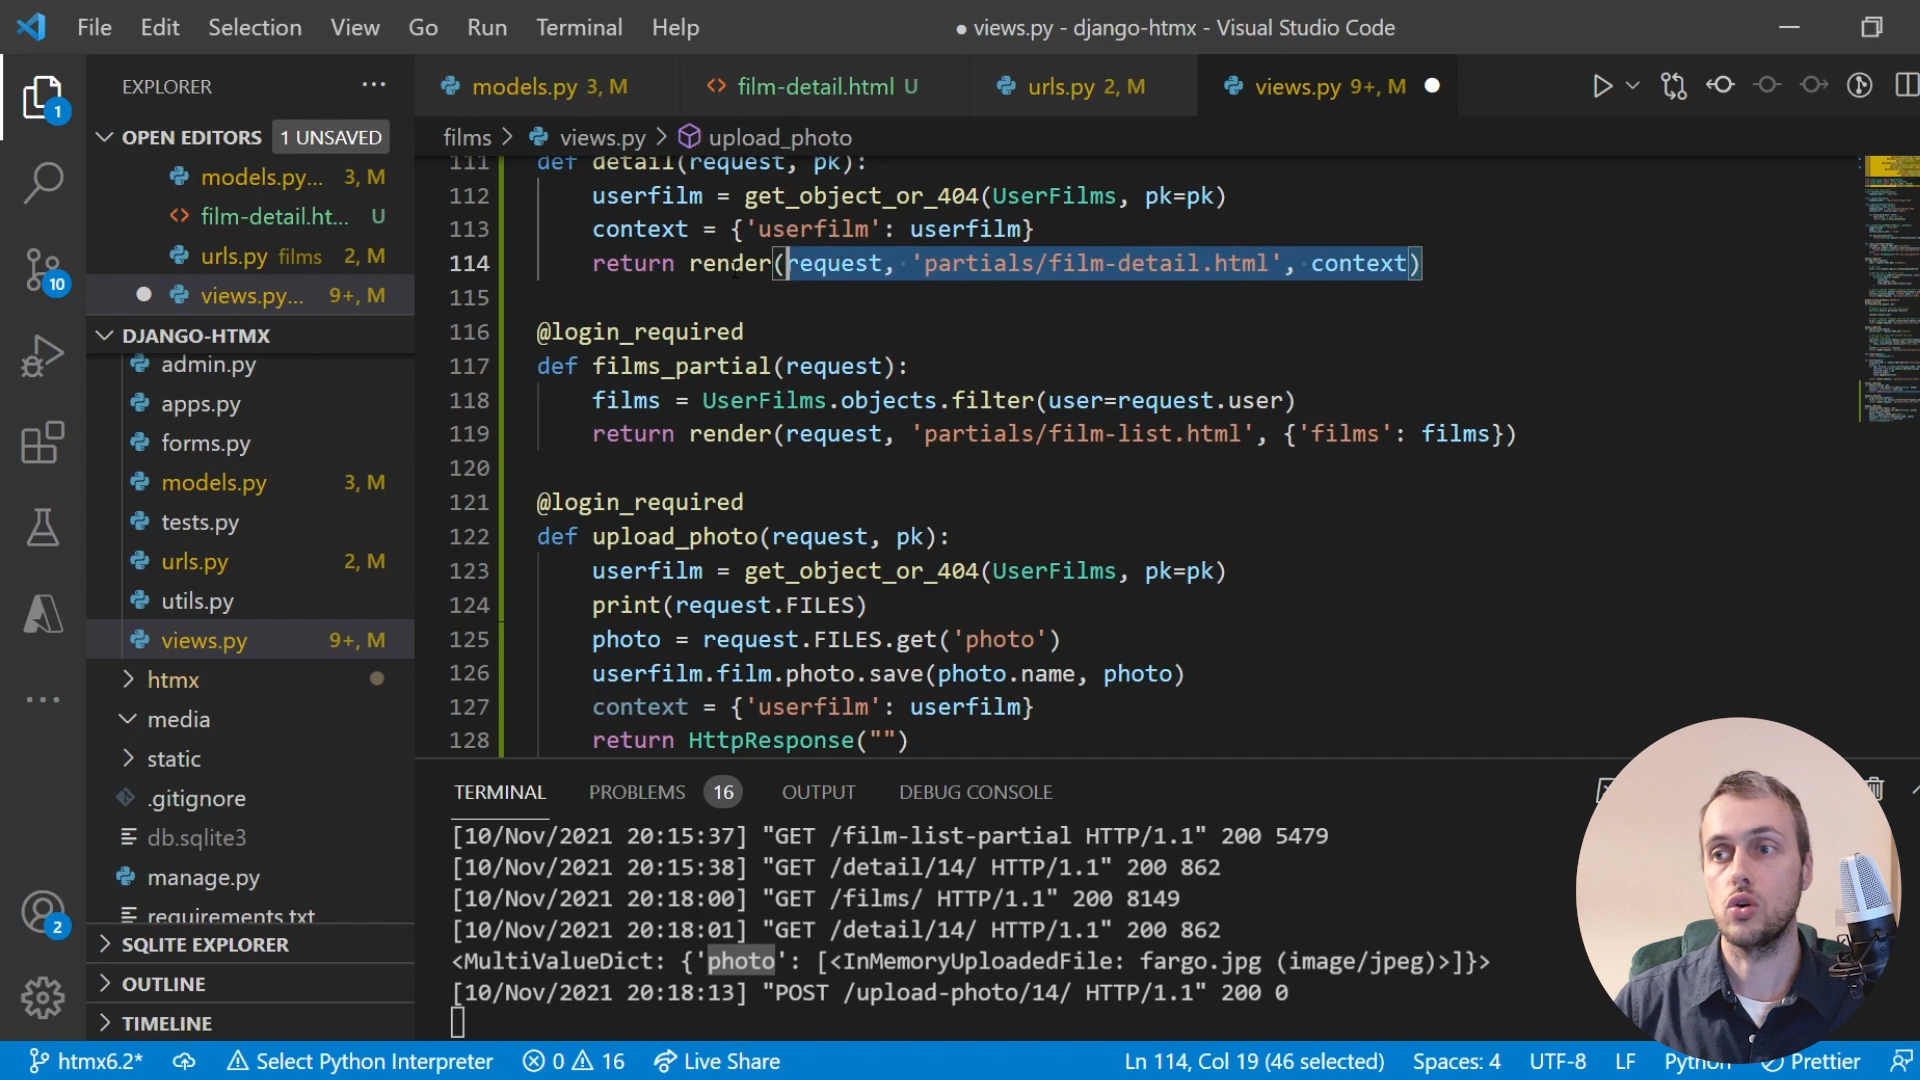 File Edit Selection View Go Run Terminal Help
● views.py - django-htmx - Visual Studio Code
EXPLORER
models.py 3, M
film-detail.html U
urls.py 2, M
views.py 9+, M
OPEN EDITORS 1 UNSAVED
models.py... 3, M
film-detail.ht... U
urls.py films 2, M
views.py... 9+, M
DJANGO-HTMX
admin.py
apps.py
forms.py
models.py 3, M
tests.py
urls.py 2, M
utils.py
views.py 9+, M
htmx
media
static
.gitignore
db.sqlite3
manage.py
requirements.txt
SQLITE EXPLORER
OUTLINE
TIMELINE
1
10
2
films > views.py > upload_photo
111 def detail(request, pk):
112 userfilm = get_object_or_404(UserFilms, pk=pk)
113 context = {'userfilm': userfilm}
114 return render(request, 'partials/film-detail.html', context)
115
116 @login_required
117 def films_partial(request):
118 films = UserFilms.objects.filter(user=request.user)
119 return render(request, 'partials/film-list.html', {'films': films})
120
121 @login_required
122 def upload_photo(request, pk):
123 userfilm = get_object_or_404(UserFilms, pk=pk)
124 print(request.FILES)
125 photo = request.FILES.get('photo')
126 userfilm.film.photo.save(photo.name, photo)
127 context = {'userfilm': userfilm}
128 return HttpResponse("")
TERMINAL PROBLEMS 16 OUTPUT DEBUG CONSOLE
[10/Nov/2021 20:15:37] "GET /film-list-partial HTTP/1.1" 200 5479
[10/Nov/2021 20:15:38] "GET /detail/14/ HTTP/1.1" 200 862
[10/Nov/2021 20:18:00] "GET /films/ HTTP/1.1" 200 8149
[10/Nov/2021 20:18:01] "GET /detail/14/ HTTP/1.1" 200 862
<MultiValueDict: {'photo': [<InMemoryUploadedFile: fargo.jpg (image/jpeg)>]}>
[10/Nov/2021 20:18:13] "POST /upload-photo/14/ HTTP/1.1" 200 0
htmx6.2* Select Python Interpreter 0 16 Live Share Ln 114, Col 19 (46 selected) Spaces: 4 UTF-8 LF Python Prettier